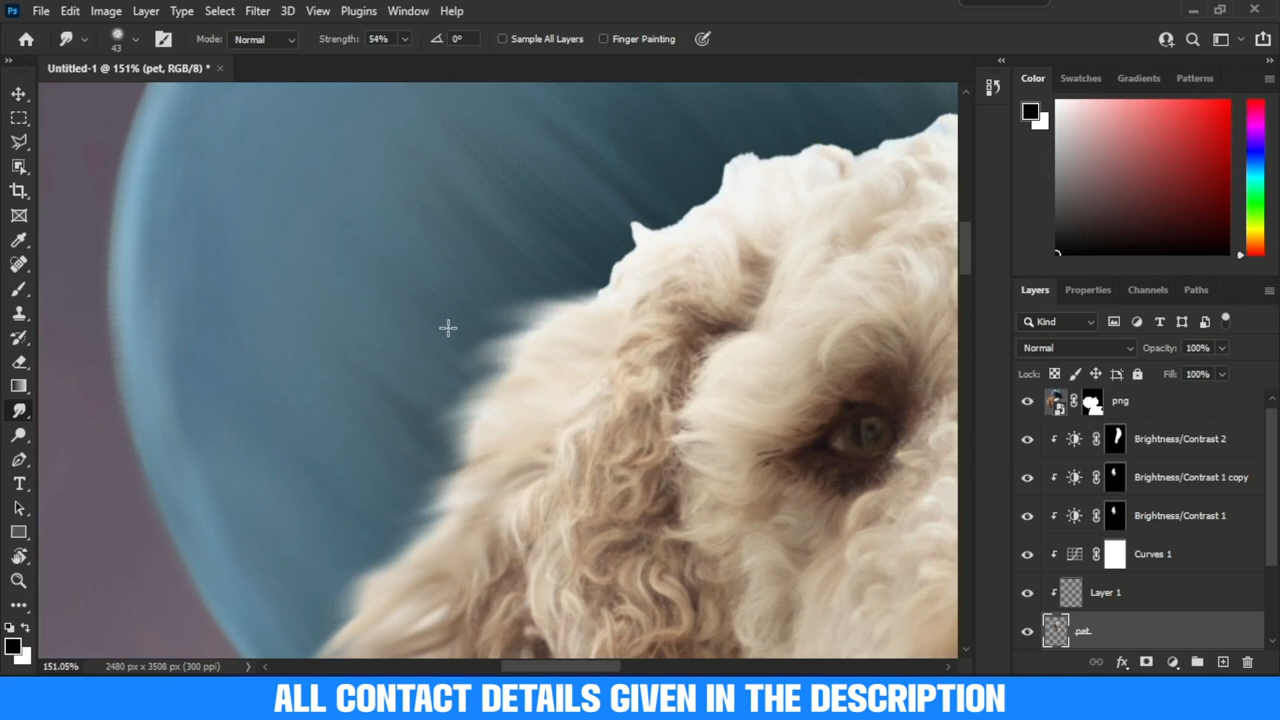 Ps File Edit Image Layer Type Select Filter 3D View Plugins Window Help
43 Mode: Normal Strength: 54% 0° Sample All Layers Finger Painting
Untitled-1 @ 151% (pet, RGB/8) *
Color Swatches Gradients Patterns
Layers Properties Channels Paths
Kind
Normal Opacity: 100%
Lock: Fill: 100%
png
Brightness/Contrast 2
Brightness/Contrast 1 copy
Brightness/Contrast 1
Curves 1
Layer 1
pet
151.05% 2480 px x 3508 px (300 ppi)
ALL CONTACT DETAILS GIVEN IN THE DESCRIPTION